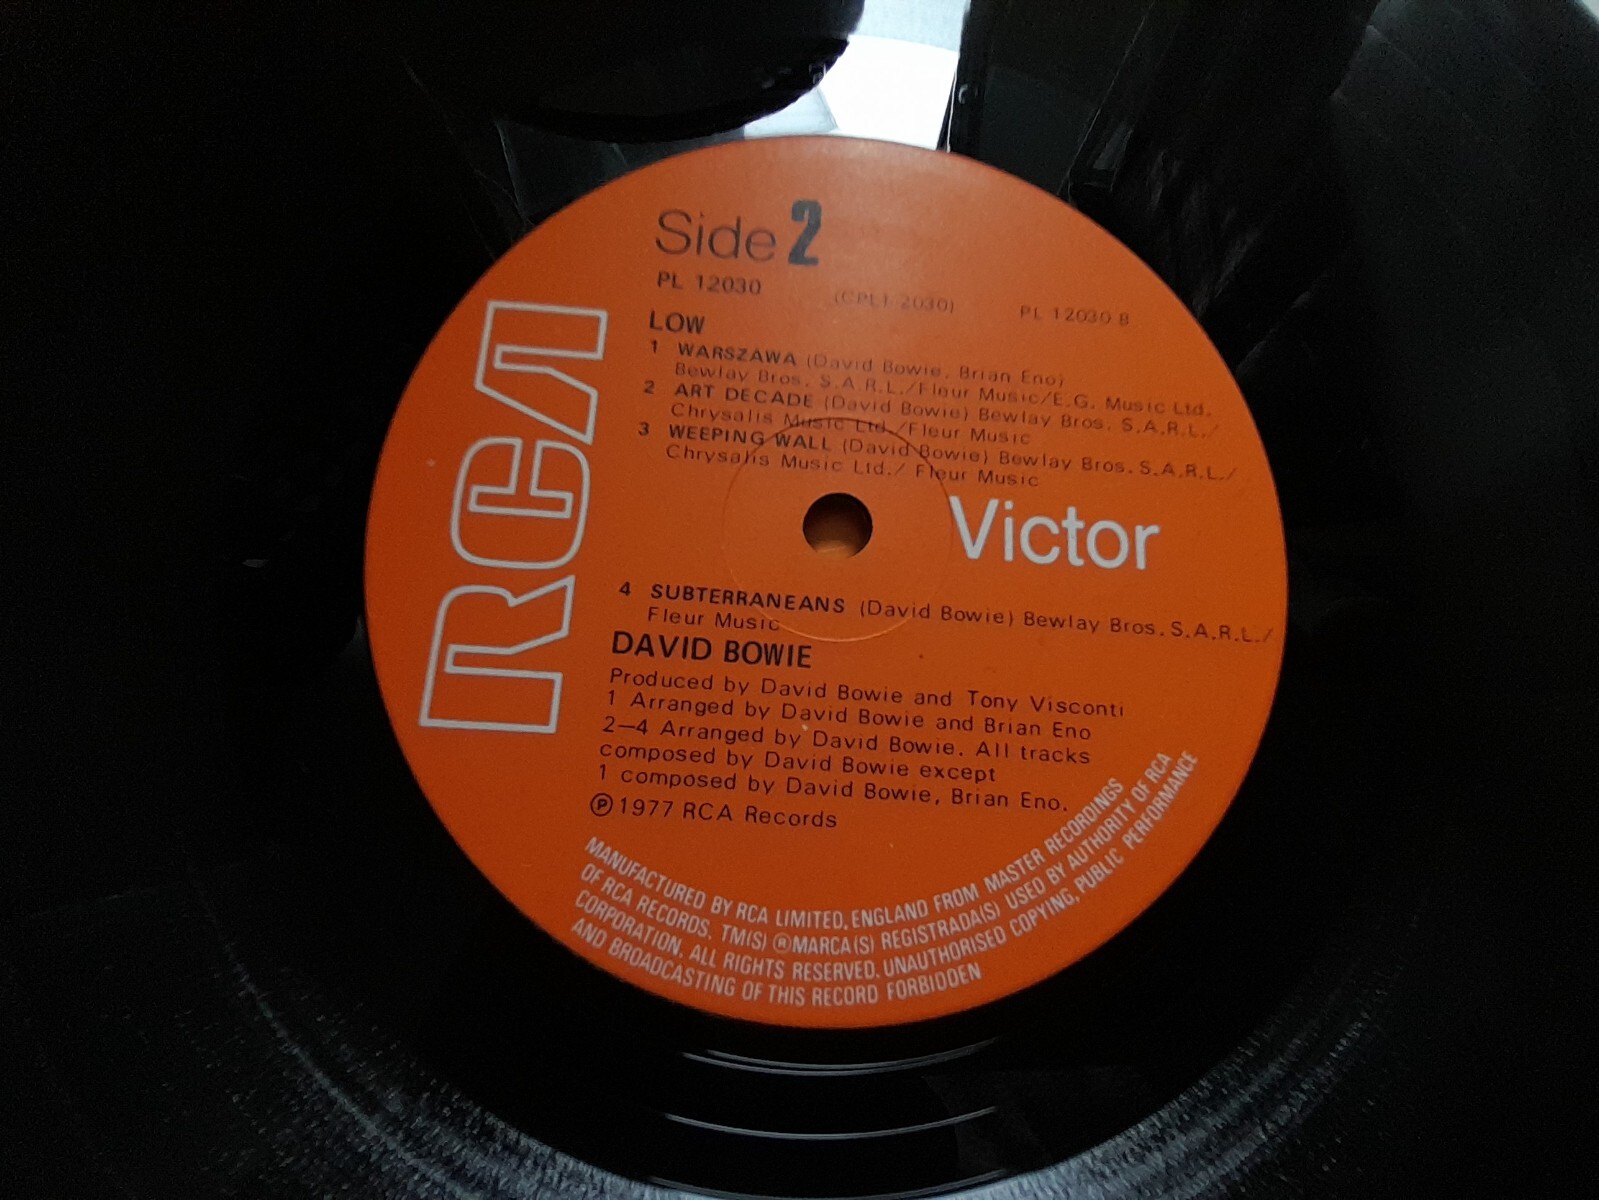 Side 2
PL 12030 (CPL1 2030) PL 12030 B
LOW
1 WARSZAWA (David Bowie, Brian Eno)
Bewlay Bros. S.A.R.L./Fleur Music/E.G. Music Ltd.
2 ART DECADE (David Bowie) Bewlay Bros. S.A.R.L./
Chrysalis Music Ltd./Fleur Music
3 WEEPING WALL (David Bowie) Bewlay Bros. S.A.R.L./
Chrysalis Music Ltd./ Fleur Music
RCA
Victor
4 SUBTERRANEANS (David Bowie) Bewlay Bros. S.A.R.L./
Fleur Music
DAVID BOWIE
Produced by David Bowie and Tony Visconti
1 Arranged by David Bowie and Brian Eno
2—4 Arranged by David Bowie. All tracks
composed by David Bowie except
1 composed by David Bowie, Brian Eno.
℗ 1977 RCA Records
MANUFACTURED BY RCA LIMITED, ENGLAND FROM MASTER RECORDINGS
OF RCA RECORDS. TM(S) ® MARCA(S) REGISTRADA(S) USED BY AUTHORITY OF RCA
CORPORATION. ALL RIGHTS RESERVED. UNAUTHORISED COPYING, PUBLIC PERFORMANCE
AND BROADCASTING OF THIS RECORD FORBIDDEN